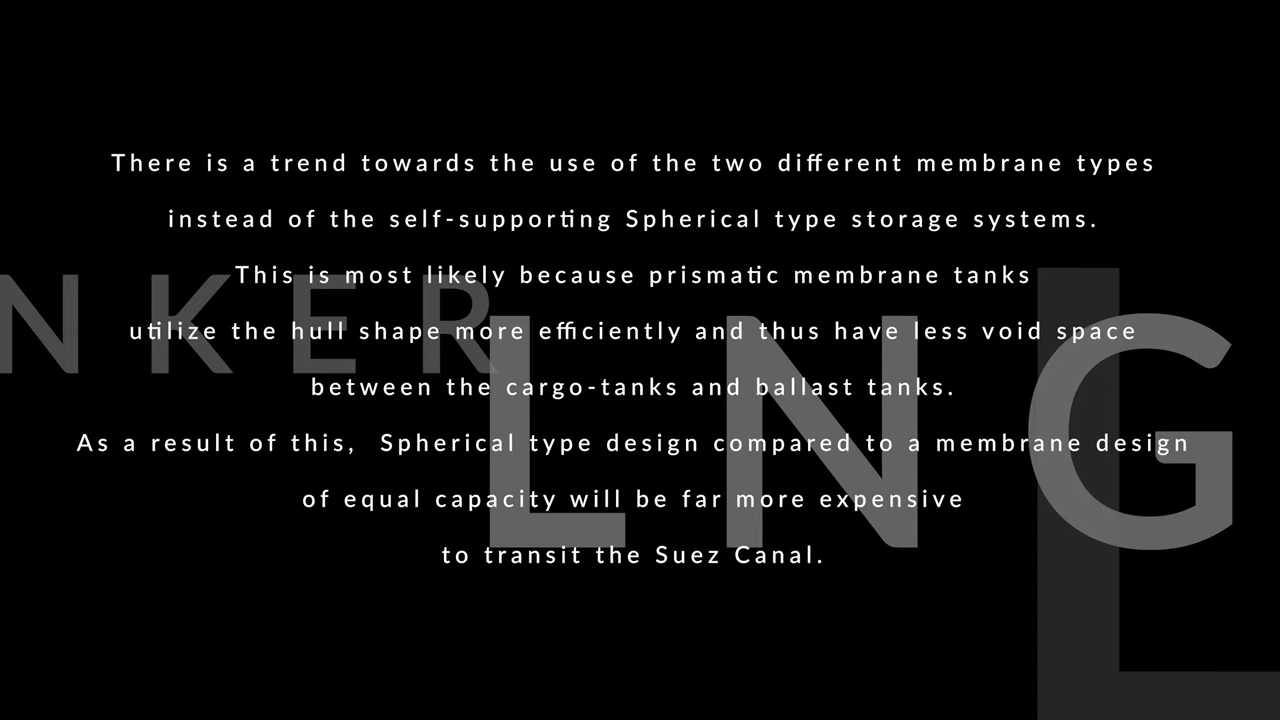 There is a trend towards the use of the two different membrane types
instead of the self-supporting Spherical type storage systems.
This is most likely because prismatic membrane tanks
utilize the hull shape more efficiently and thus have less void space
between the cargo-tanks and ballast tanks.
As a result of this, Spherical type design compared to a membrane design
of equal capacity will be far more expensive
to transit the Suez Canal.
NKER
LNG
L